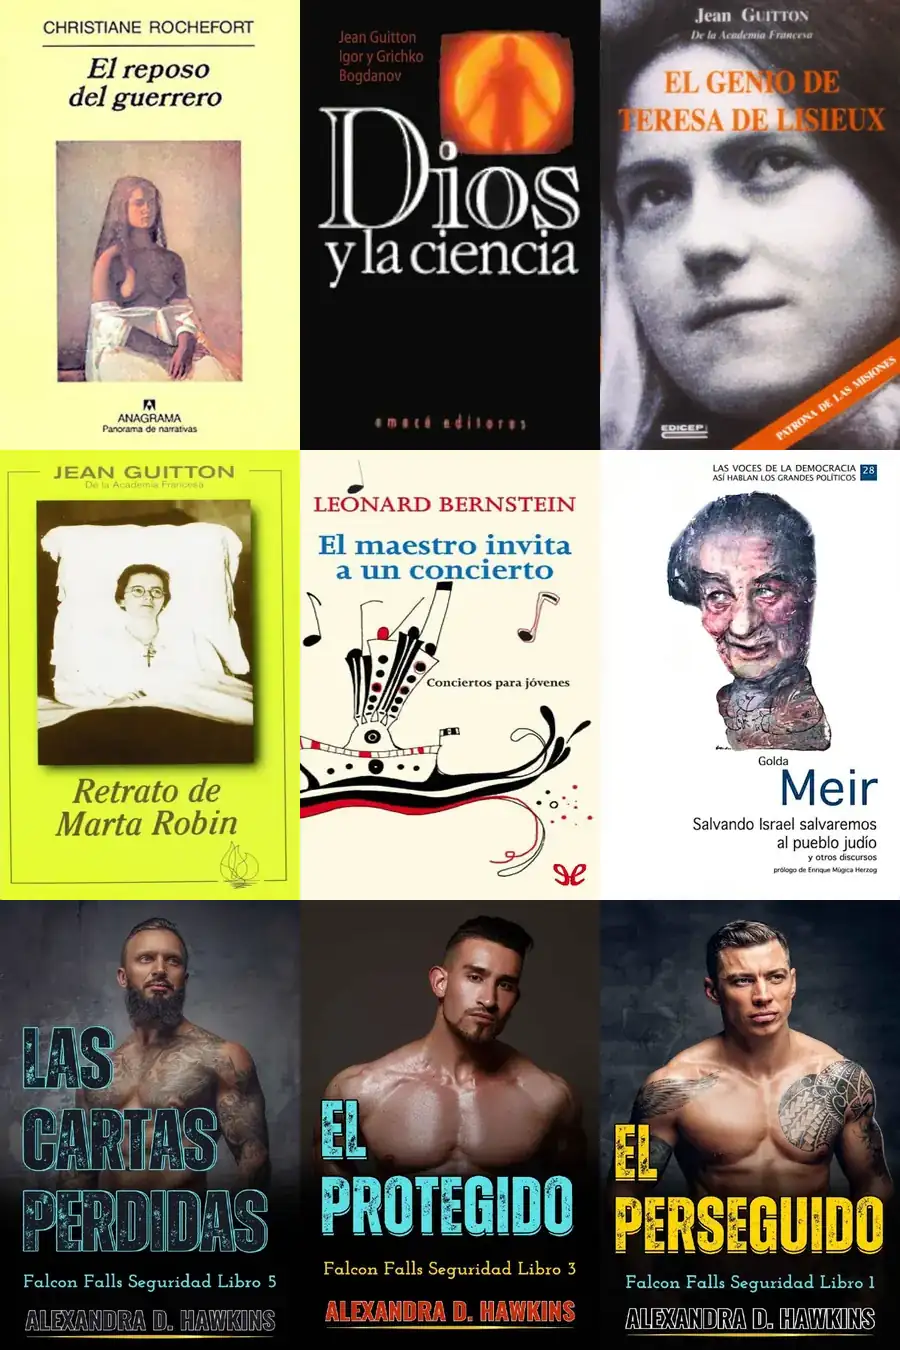 CHRISTIANE ROCHEFORT
El reposo
del guerrero
ANAGRAMA
Panorama de narrativas
Jean Guitton
Igor y Grichko
Bogdanov
Dios
y la ciencia
emecé editores
Jean GUITTON
De la Academia Francesa
EL GENIO DE
TERESA DE LISIEUX
PATRONA DE LAS MISIONES
EDICEP
JEAN GUITTON
De la Academia Francesa
Retrato de
Marta Robin
LEONARD BERNSTEIN
El maestro invita
a un concierto
Conciertos para jóvenes
LAS VOCES DE LA DEMOCRACIA 28
ASÍ HABLAN LOS GRANDES POLÍTICOS
Golda
Meir
Salvando Israel salvaremos
al pueblo judío
y otros discursos
prólogo de Enrique Múgica Herzog
LAS
CARTAS
PERDIDAS
Falcon Falls Seguridad Libro 5
ALEXANDRA D. HAWKINS
EL
PROTEGIDO
Falcon Falls Seguridad Libro 3
ALEXANDRA D. HAWKINS
EL
PERSEGUIDO
Falcon Falls Seguridad Libro 1
ALEXANDRA D. HAWKINS